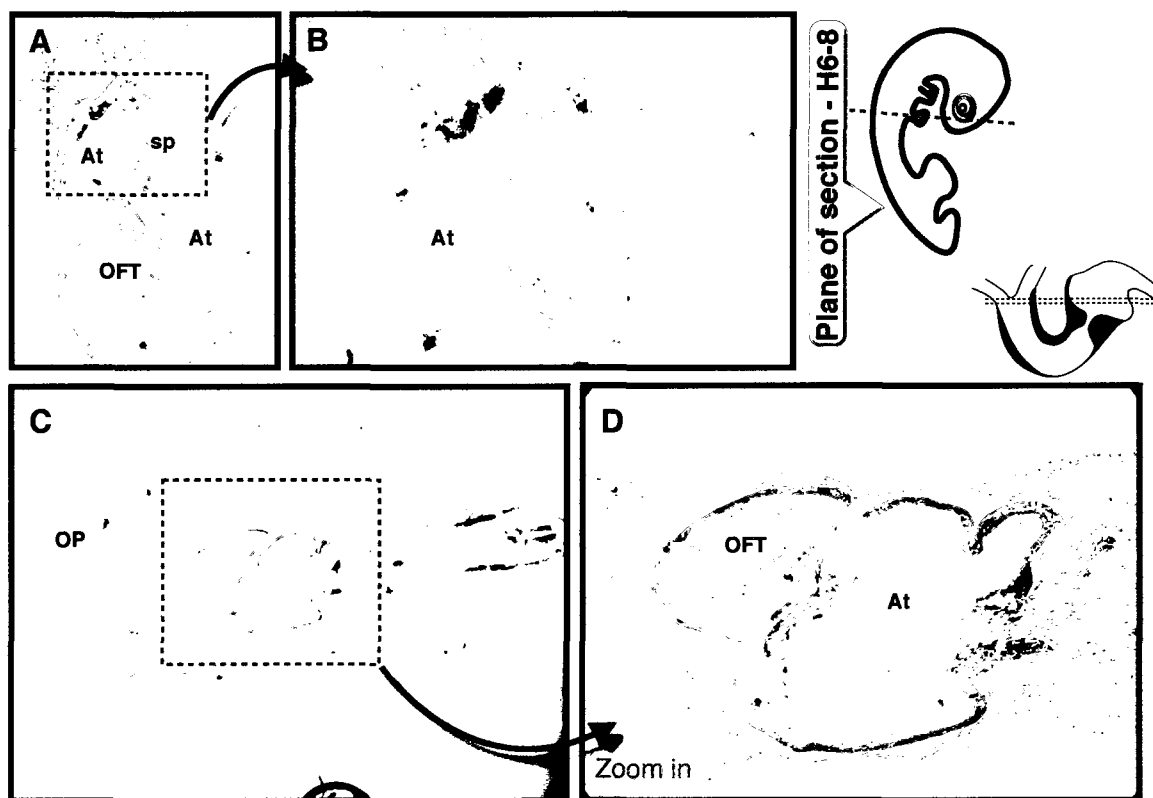 A
At
sp
At
OFT
B
At
Plane of section - H6-8
C
OP
D
OFT
At
Zoom in